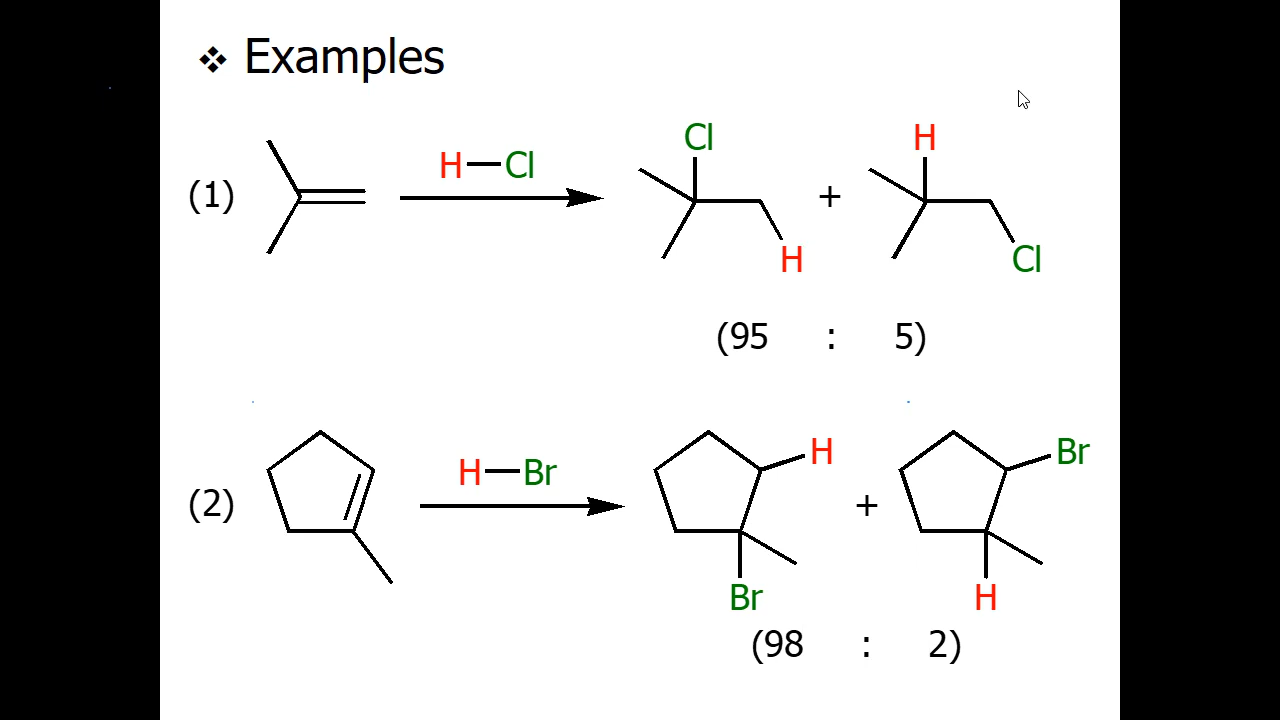 ❖ Examples
(1) H—Cl Cl H + H Cl
(95 : 5)
(2) H—Br H Br + Br H
(98 : 2)